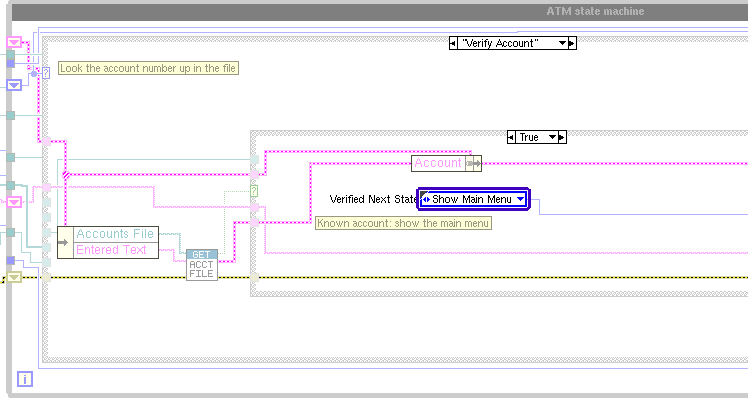 ATM state machine
"Verify Account"
Look the account number up in the file
?
True
Account
?
Verified Next State
Show Main Menu
Known account: show the main menu
Accounts File
Entered Text
GET
ACCT
FILE
i